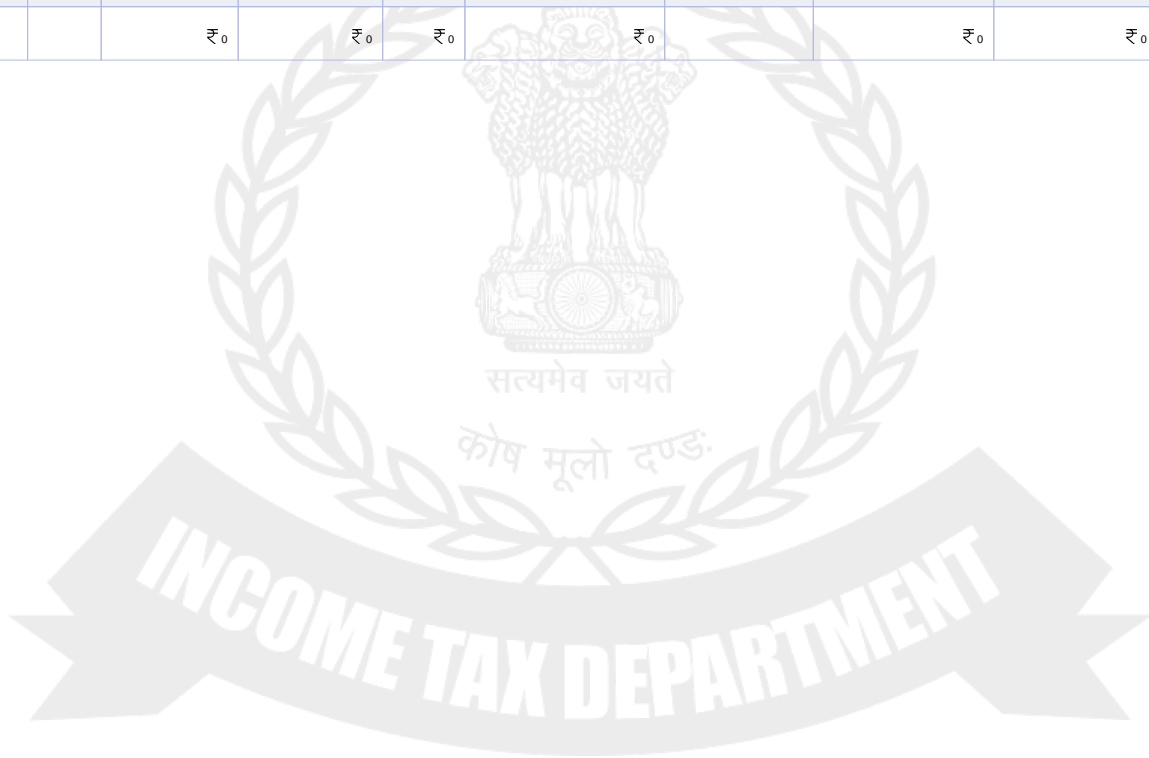 ₹ 0 ₹ 0 ₹ 0 ₹ 0 ₹ 0 ₹ 0
सत्यमेव जयते
कोष मूलो दण्डः
INCOME TAX DEPARTMENT